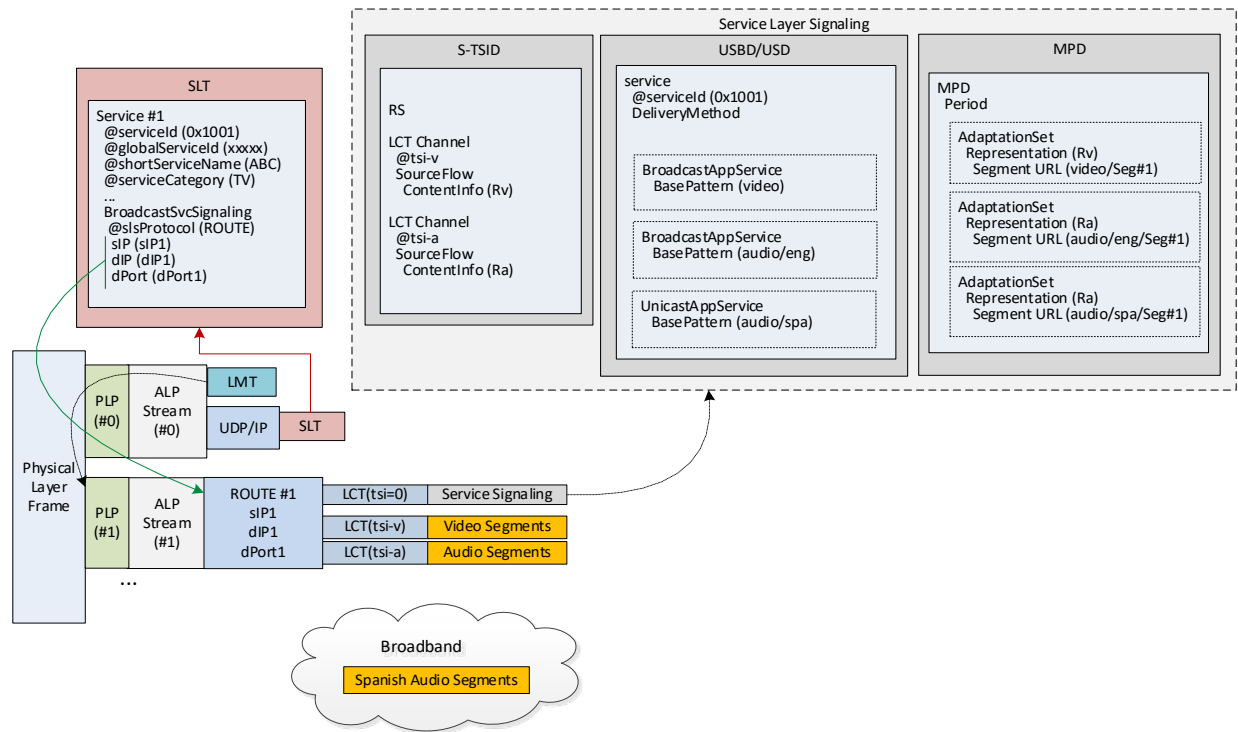 Service Layer Signaling
S-TSID
RS
LCT Channel
@tsi-v
SourceFlow
ContentInfo (Rv)
LCT Channel
@tsi-a
SourceFlow
ContentInfo (Ra)
USBD/USD
service
@serviceId (0x1001)
DeliveryMethod
BroadcastAppService
BasePattern (video)
BroadcastAppService
BasePattern (audio/eng)
UnicastAppService
BasePattern (audio/spa)
MPD
MPD
Period
AdaptationSet
Representation (Rv)
Segment URL (video/Seg#1)
AdaptationSet
Representation (Ra)
Segment URL (audio/eng/Seg#1)
AdaptationSet
Representation (Ra)
Segment URL (audio/spa/Seg#1)
SLT
Service #1
@serviceId (0x1001)
@globalServiceId (xxxxx)
@shortServiceName (ABC)
@serviceCategory (TV)
...
BroadcastSvcSignaling
@slsProtocol (ROUTE)
sIP (sIP1)
dIP (dIP1)
dPort (dPort1)
Physical
Layer
Frame
PLP
(#0)
ALP
Stream
(#0)
LMT
UDP/IP
SLT
PLP
(#1)
ALP
Stream
(#1)
ROUTE #1
sIP1
dIP1
dPort1
LCT(tsi=0)
Service Signaling
LCT(tsi-v)
Video Segments
LCT(tsi-a)
Audio Segments
...
Broadband
Spanish Audio Segments